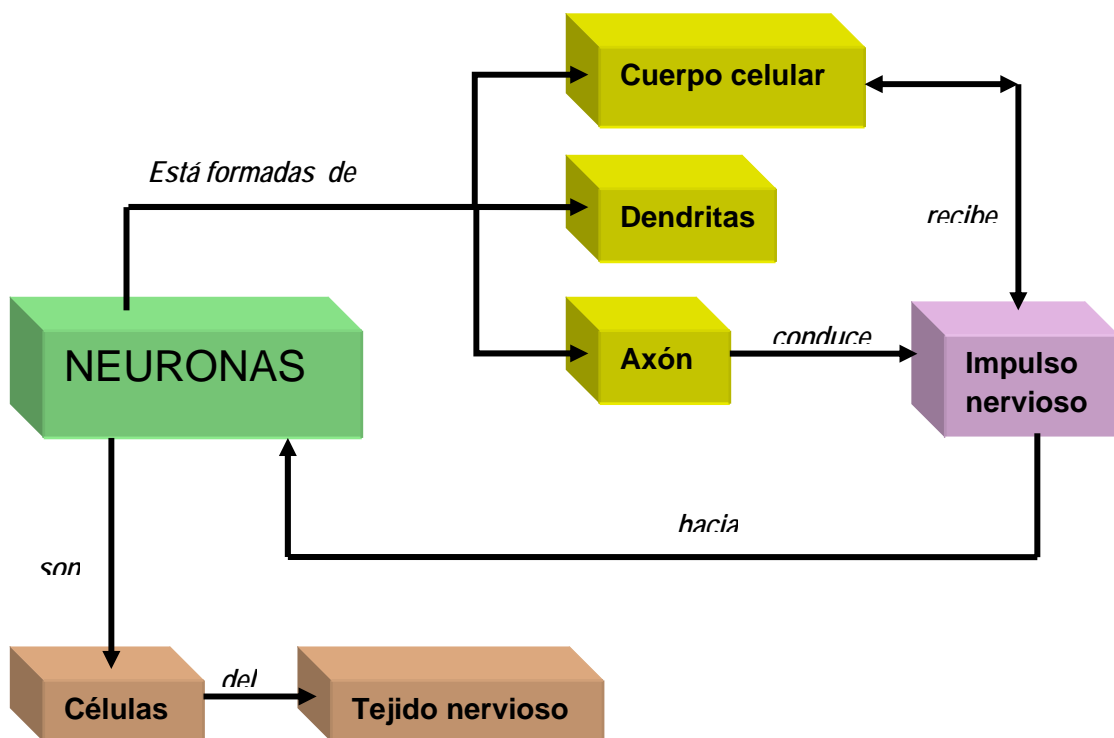 Cuerpo celular
Está formadas de
Dendritas
recibe
NEURONAS
Axón
conduce
Impulso
nervioso
hacia
son
Células
del
Tejido nervioso